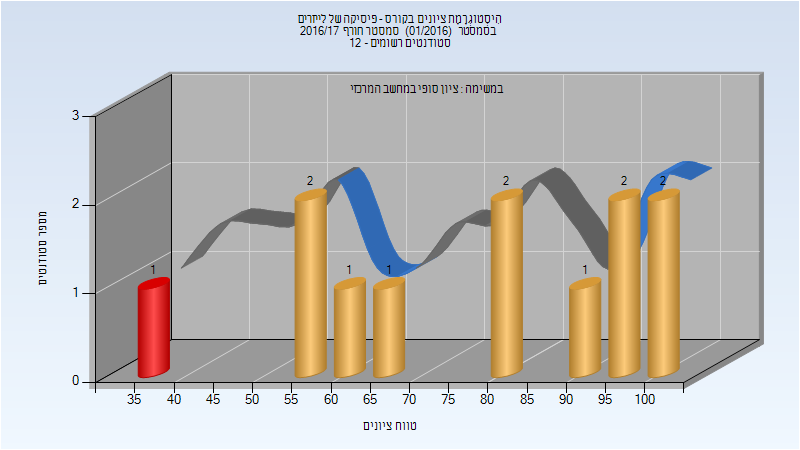 היסטוגרמת ציונים בקורס - פיסיקה של לייזרים
בסמסטר (01/2016) סמסטר חורף 2016/17
סטודנטים רשומים - 12
במשימה : ציון סופי במחשב המרכזי
מספר סטודנטים
3
2
1
0
1
2
1
1
2
1
2
2
35 40 45 50 55 60 65 70 75 80 85 90 95 100
טווח ציונים